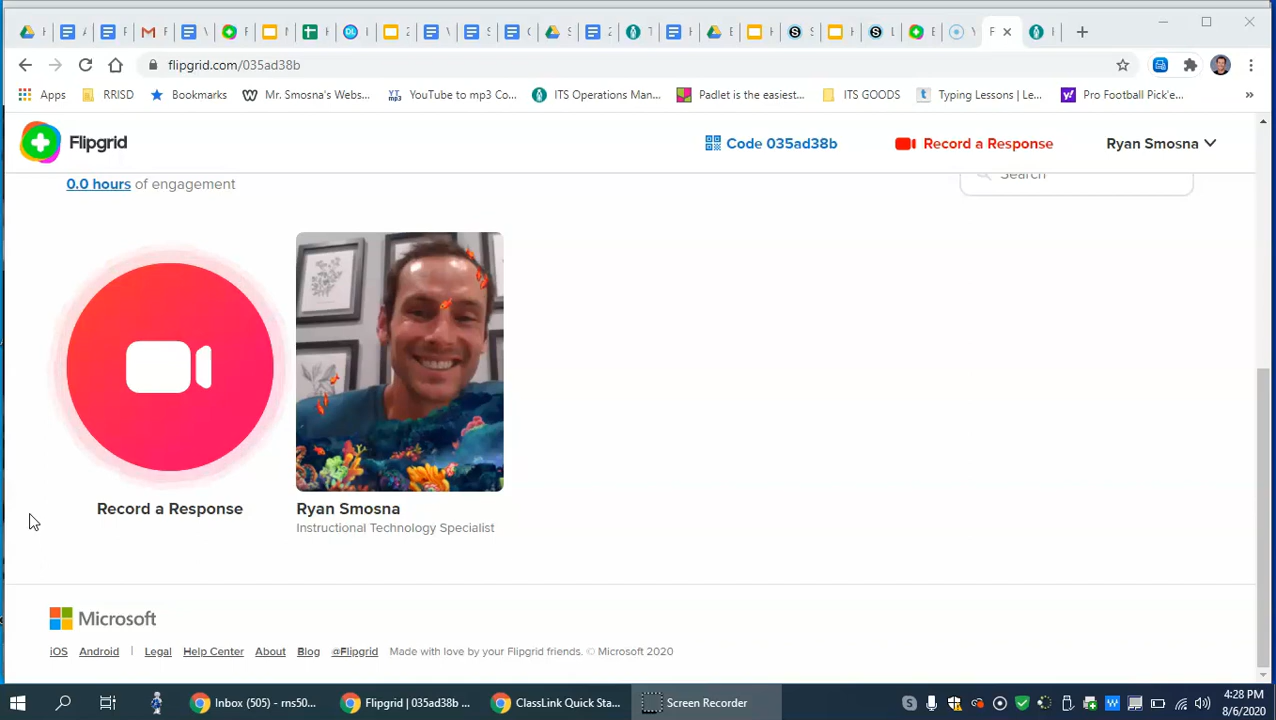 flipgrid.com/035ad38b
Apps RRISD Bookmarks Mr. Smosna's Webs... YouTube to mp3 Co... ITS Operations Man... Padlet is the easiest... ITS GOODS Typing Lessons | Le... Pro Football Pick'e... »
Flipgrid Code 035ad38b Record a Response Ryan Smosna
0.0 hours of engagement Search
Record a Response Ryan Smosna
Instructional Technology Specialist
Microsoft
iOS Android | Legal Help Center About Blog @Flipgrid Made with love by your Flipgrid friends. © Microsoft 2020
Inbox (505) - rns50... Flipgrid | 035ad38b ... ClassLink Quick Sta... Screen Recorder 4:28 PM
8/6/2020